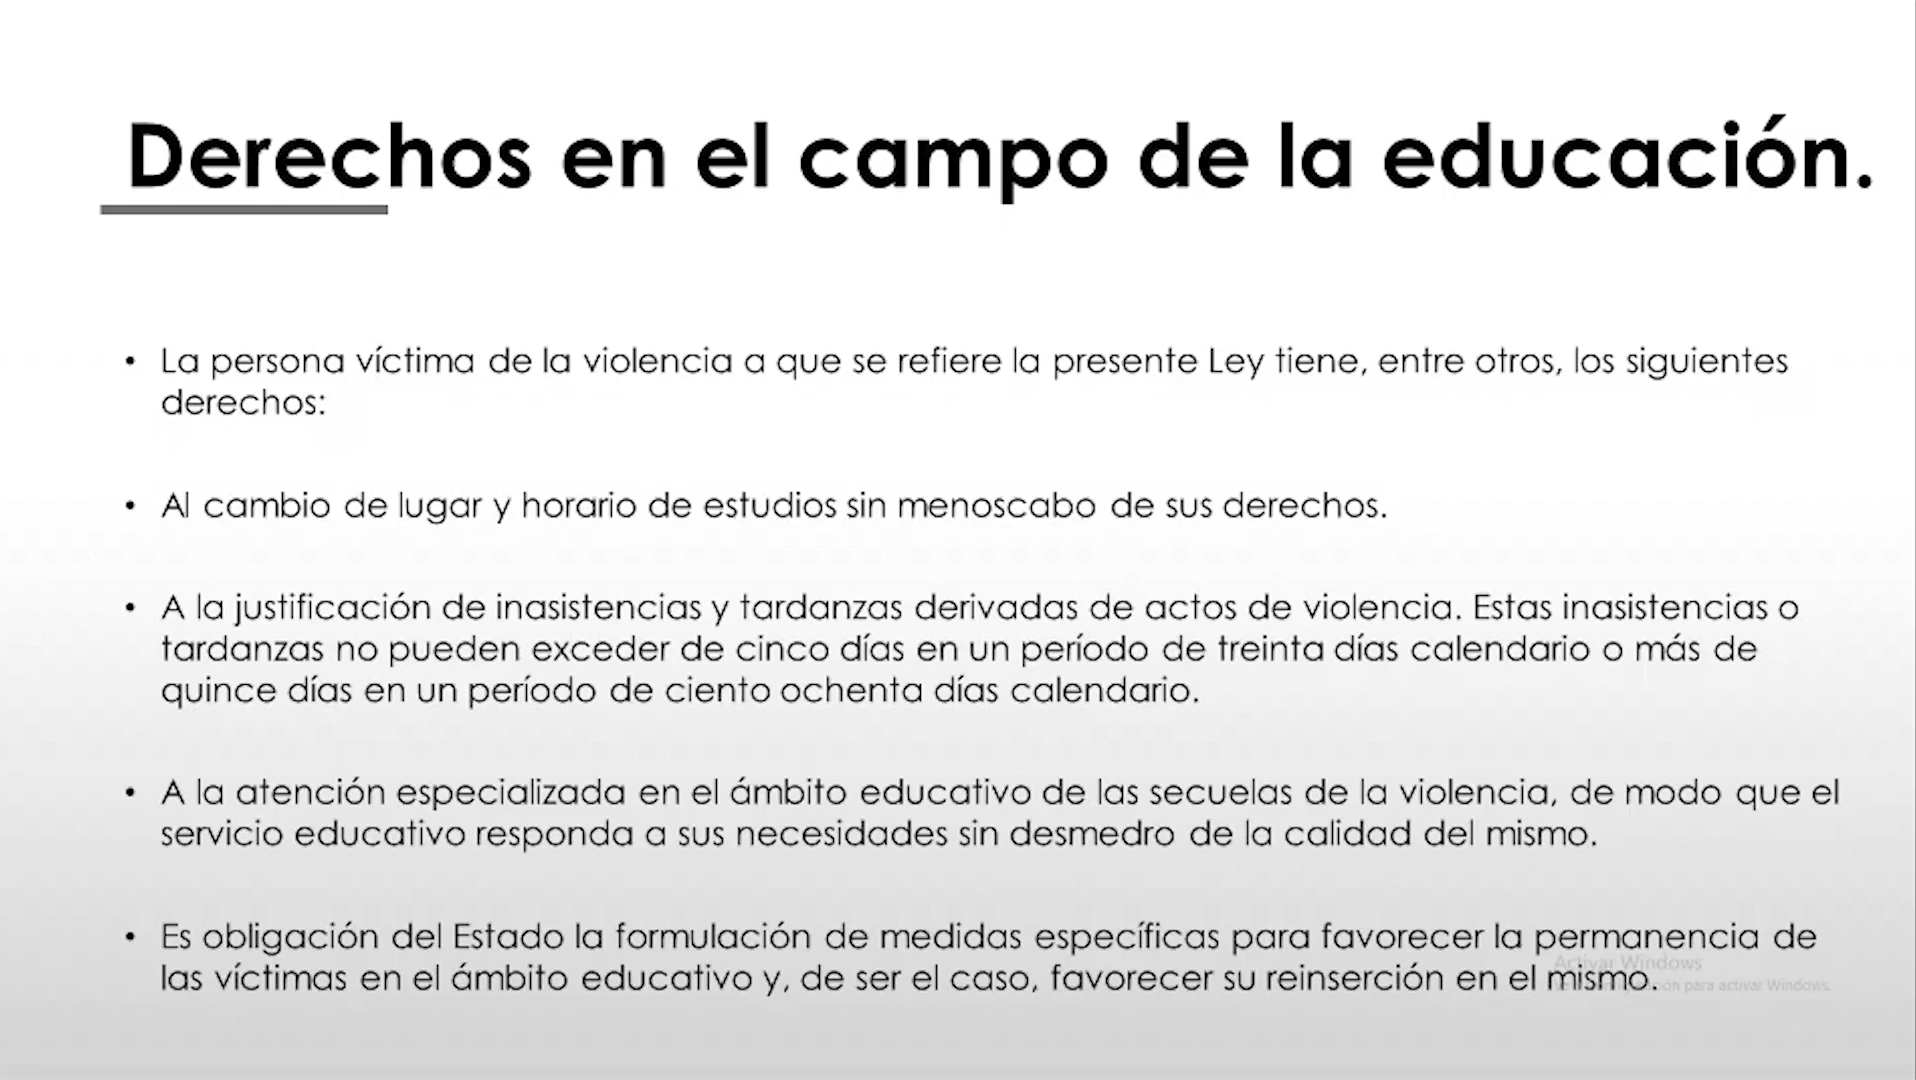 Derechos en el campo de la educación.
• La persona víctima de la violencia a que se refiere la presente Ley tiene, entre otros, los siguientes
derechos:
• Al cambio de lugar y horario de estudios sin menoscabo de sus derechos.
• A la justificación de inasistencias y tardanzas derivadas de actos de violencia. Estas inasistencias o
tardanzas no pueden exceder de cinco días en un período de treinta días calendario o más de
quince días en un período de ciento ochenta días calendario.
• A la atención especializada en el ámbito educativo de las secuelas de la violencia, de modo que el
servicio educativo responda a sus necesidades sin desmedro de la calidad del mismo.
• Es obligación del Estado la formulación de medidas específicas para favorecer la permanencia de
las víctimas en el ámbito educativo y, de ser el caso, favorecer su reinserción en el mismo.
Activar Windows
para activar Windows.